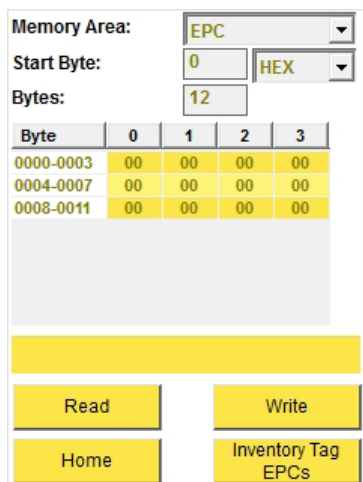 Memory Area: EPC
Start Byte: 0 HEX
Bytes: 12
Byte 0 1 2 3
0000-0003 00 00 00 00
0004-0007 00 00 00 00
0008-0011 00 00 00 00
Read Write
Home Inventory Tag
EPCs